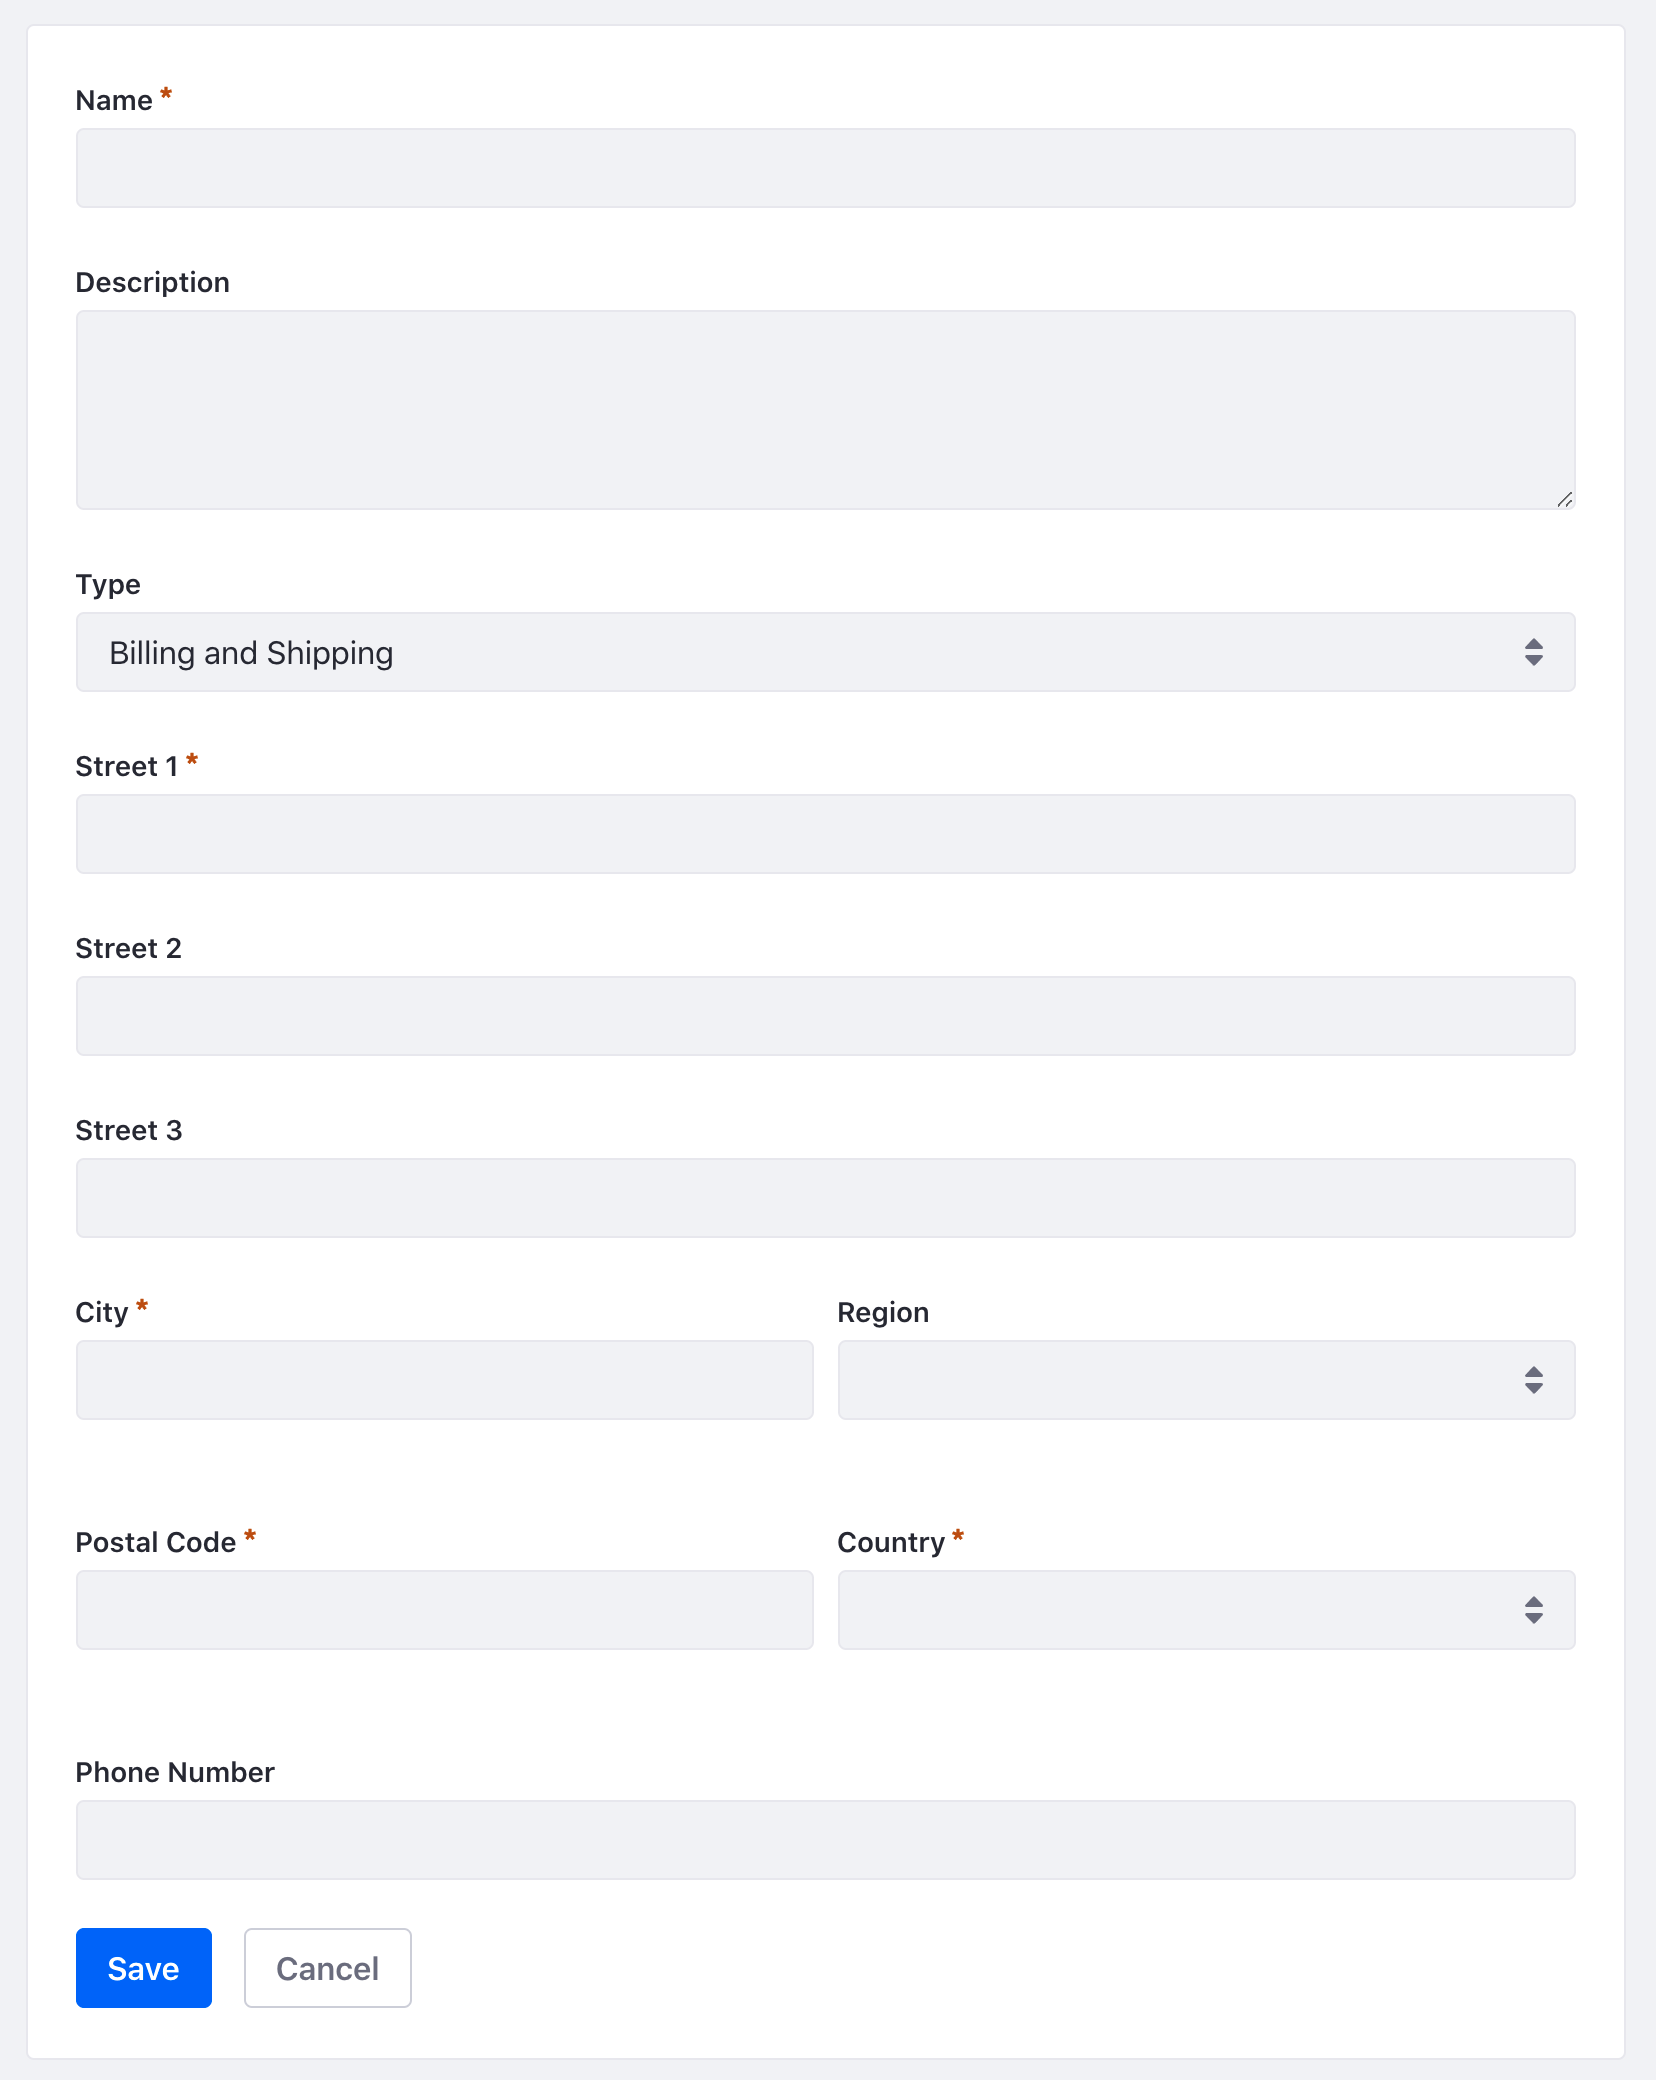 Name *
Description
Type
Billing and Shipping
Street 1 *
Street 2
Street 3
City * Region
Postal Code * Country *
Phone Number
Save Cancel